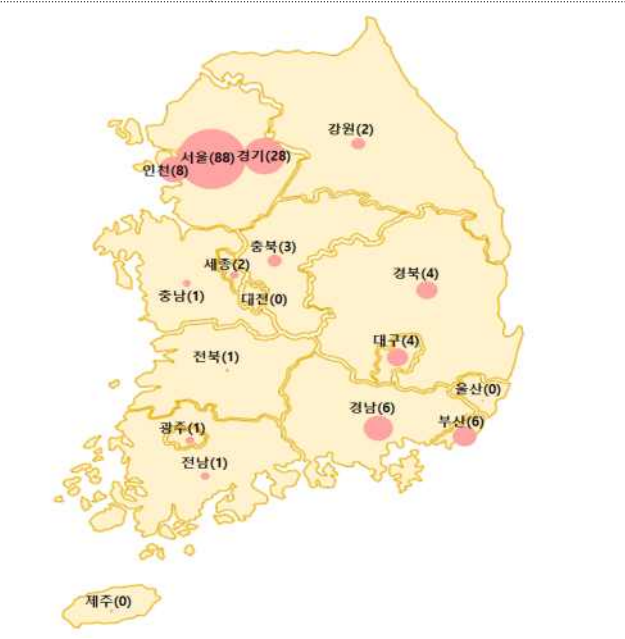 강원(2)
서울(88)
경기(28)
인천(8)
충북(3)
세종(2)
경북(4)
충남(1)
대전(0)
대구(4)
전북(1)
울산(0)
경남(6)
부산(6)
광주(1)
전남(1)
제주(0)